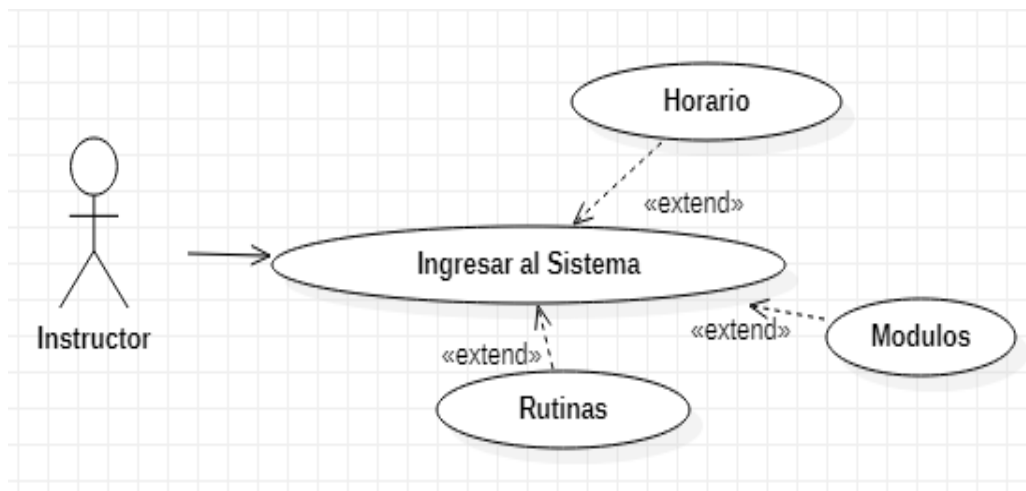 Horario
«extend»
Ingresar al Sistema
Instructor
«extend»
Modulos
«extend»
Rutinas